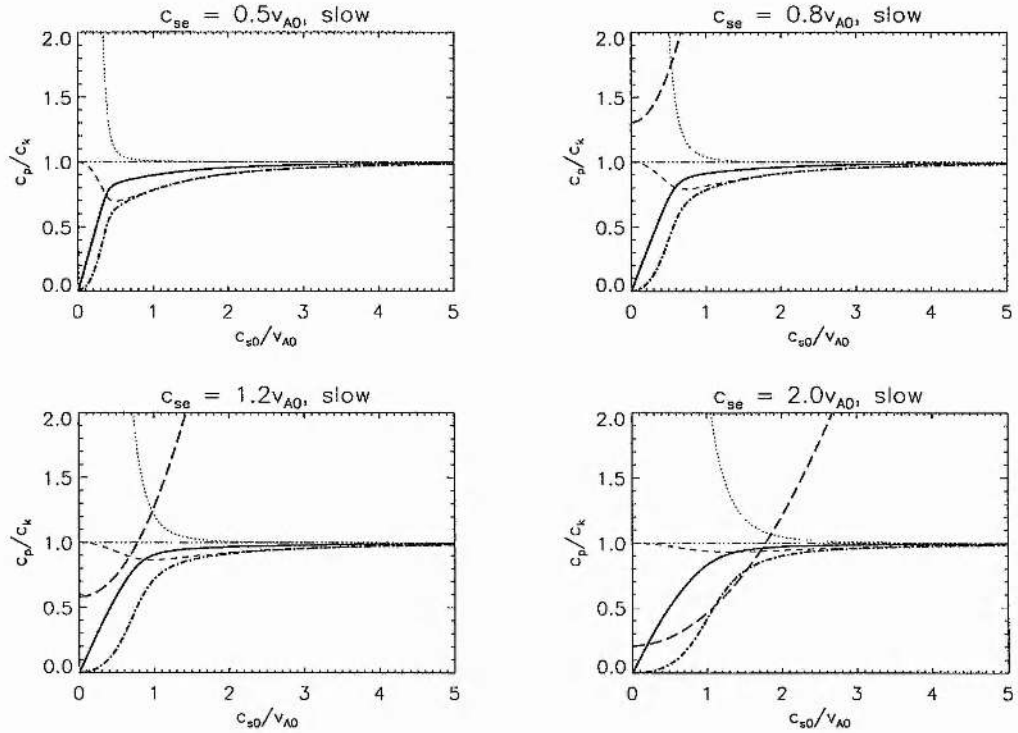 c_se = 0.5v_A0, slow
c_se = 0.8v_A0, slow
2.0
1.5
1.0
0.5
0.0
c_p/c_k
0 1 2 3 4 5
c_s0/v_A0
2.0
1.5
1.0
0.5
0.0
c_p/c_k
0 1 2 3 4 5
c_s0/v_A0
c_se = 1.2v_A0, slow
c_se = 2.0v_A0, slow
2.0
1.5
1.0
0.5
0.0
c_p/c_k
0 1 2 3 4 5
c_s0/v_A0
2.0
1.5
1.0
0.5
0.0
c_p/c_k
0 1 2 3 4 5
c_s0/v_A0